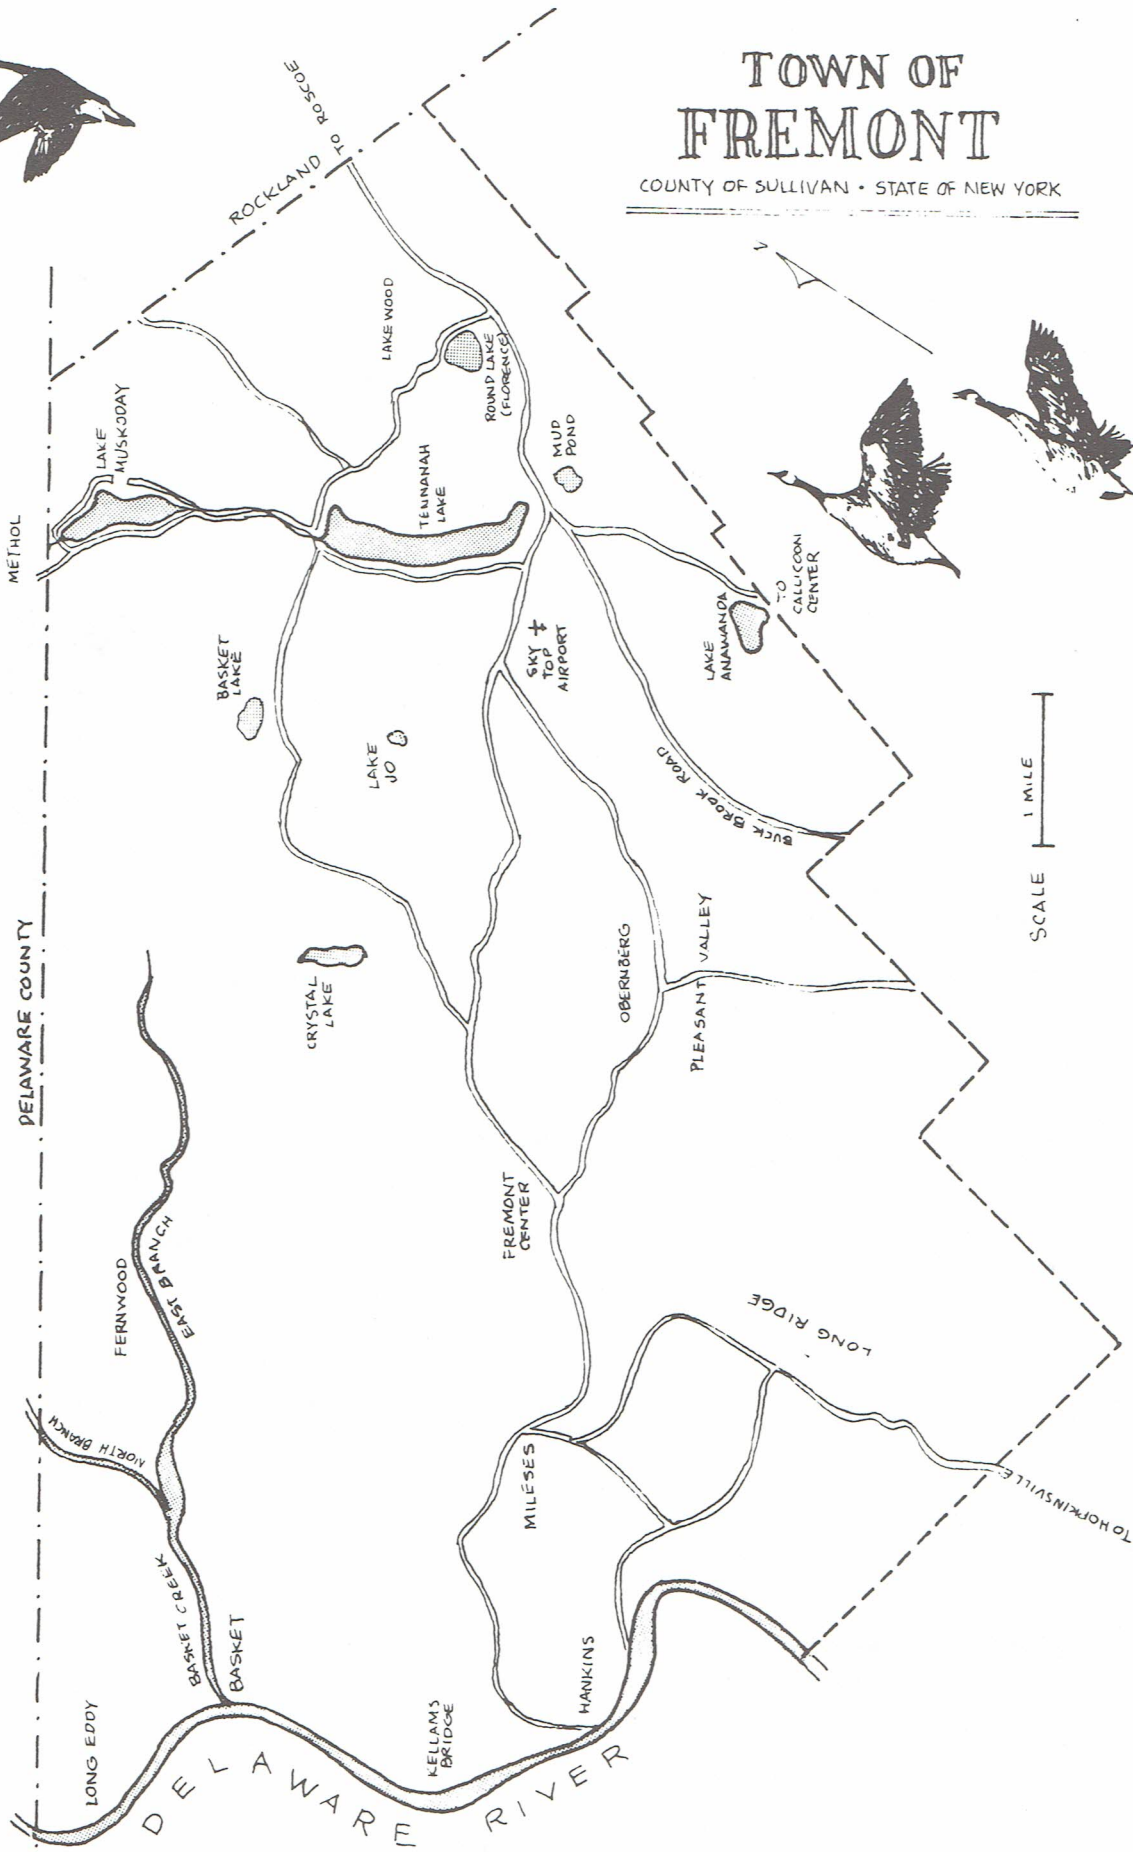 TOWN OF
FREMONT
COUNTY OF SULLIVAN • STATE OF NEW YORK
TO ROSCOE
ROCKLAND
N
LAKE WOOD
ROUND LAKE
(FLORENCE)
LAKE
MUSKODAY
METHOL
TENNANAH
LAKE
MUD
POND
TO
CALLICOON
CENTER
LAKE
ANAWANDA
SKY
TOP
AIRPORT
BASKET
LAKE
LAKE
JO
BUCK BROOK ROAD
1 MILE
SCALE
DELAWARE COUNTY
CRYSTAL
LAKE
OBERNBERG
PLEASANT VALLEY
FREMONT
CENTER
FERNWOOD
EAST BRANCH
NORTH BRANCH
LONG RIDGE
MILESES
TO HOPKINSVILLE
BASKET CREEK
BASKET
HANKINS
KELLAMS
BRIDGE
LONG EDDY
DELAWARE RIVER